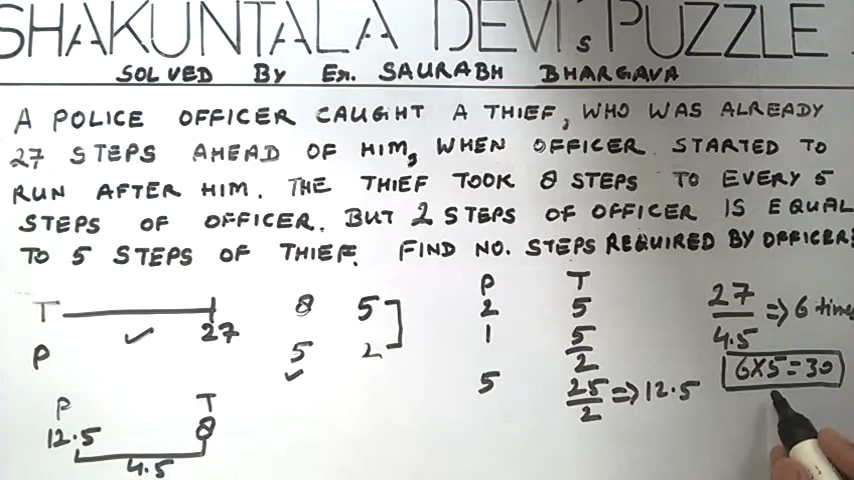 SHAKUNTALA DEVI's PUZZLE
SOLVED BY Er. SAURABH BHARGAVA
A POLICE OFFICER CAUGHT A THIEF, WHO WAS ALREADY
27 STEPS AHEAD OF HIM, WHEN OFFICER STARTED TO
RUN AFTER HIM. THE THIEF TOOK 8 STEPS TO EVERY 5
STEPS OF OFFICER. BUT 2 STEPS OF OFFICER IS EQUAL
TO 5 STEPS OF THIEF. FIND NO. STEPS REQUIRED BY OFFICER?
P T
T 27 8 5 2 5 27/4.5 => 6 times
P ✓ 5 2 1 5/2
✓ 5 25/2 => 12.5 6×5=30
P T
12.5 8
4.5